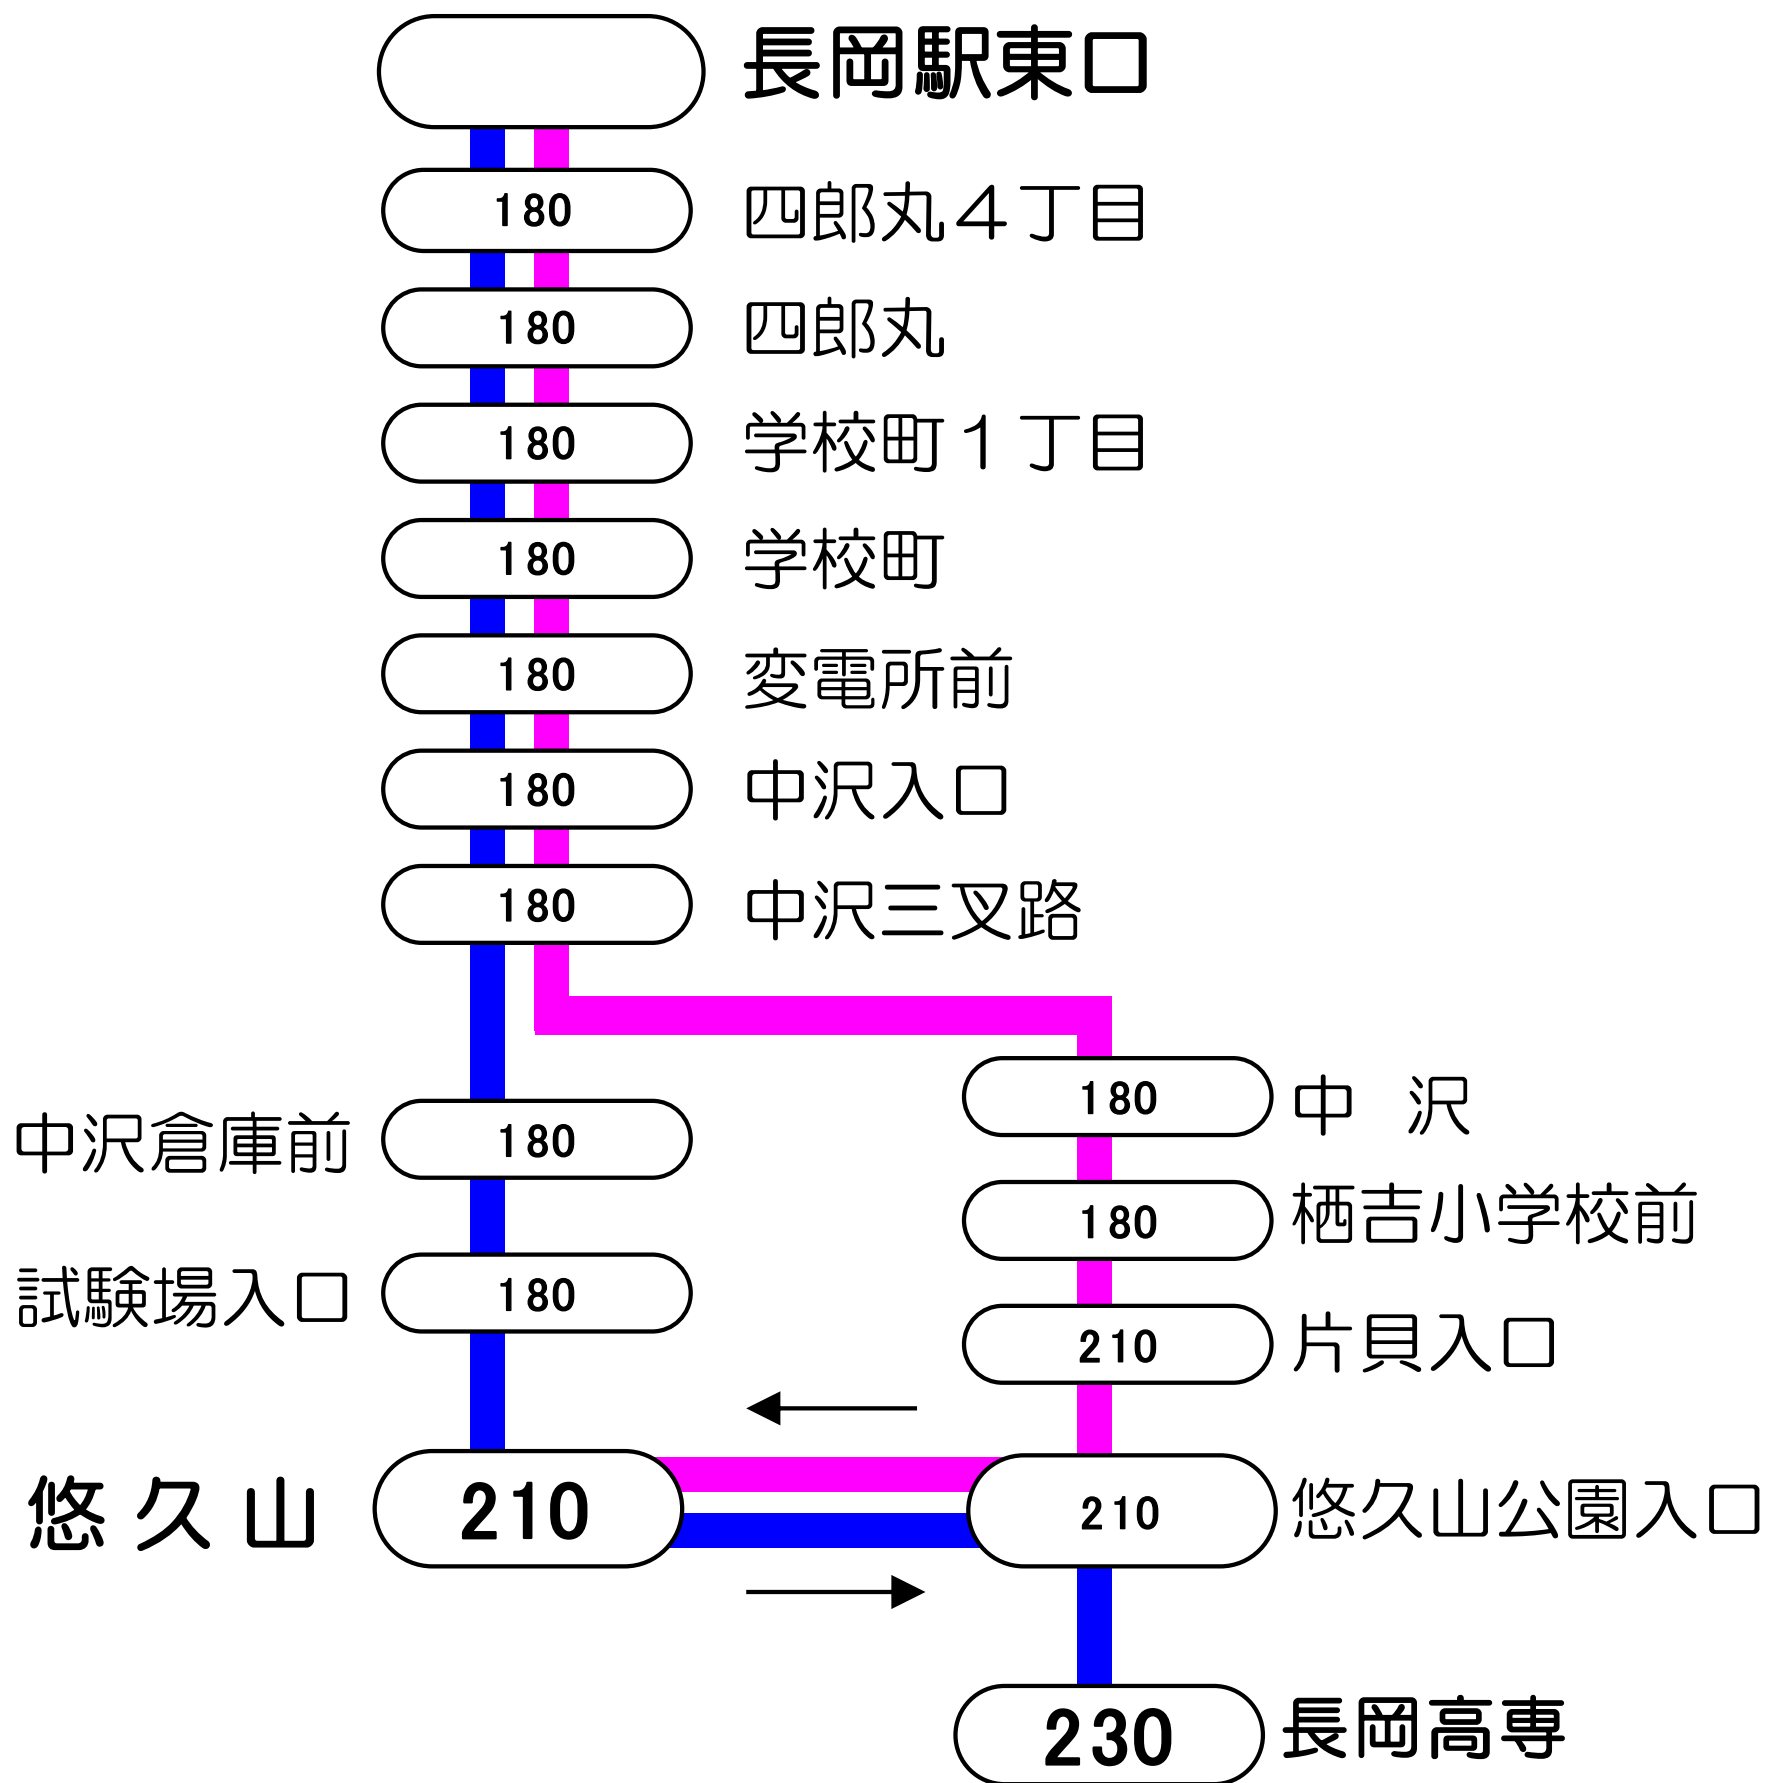 長岡駅東口
180 四郎丸4丁目
180 四郎丸
180 学校町1丁目
180 学校町
180 変電所前
180 中沢入口
180 中沢三叉路
180 中 沢
中沢倉庫前 180
180 栖吉小学校前
試験場入口 180
210 片貝入口
悠久山 210
210 悠久山公園入口
230 長岡高専